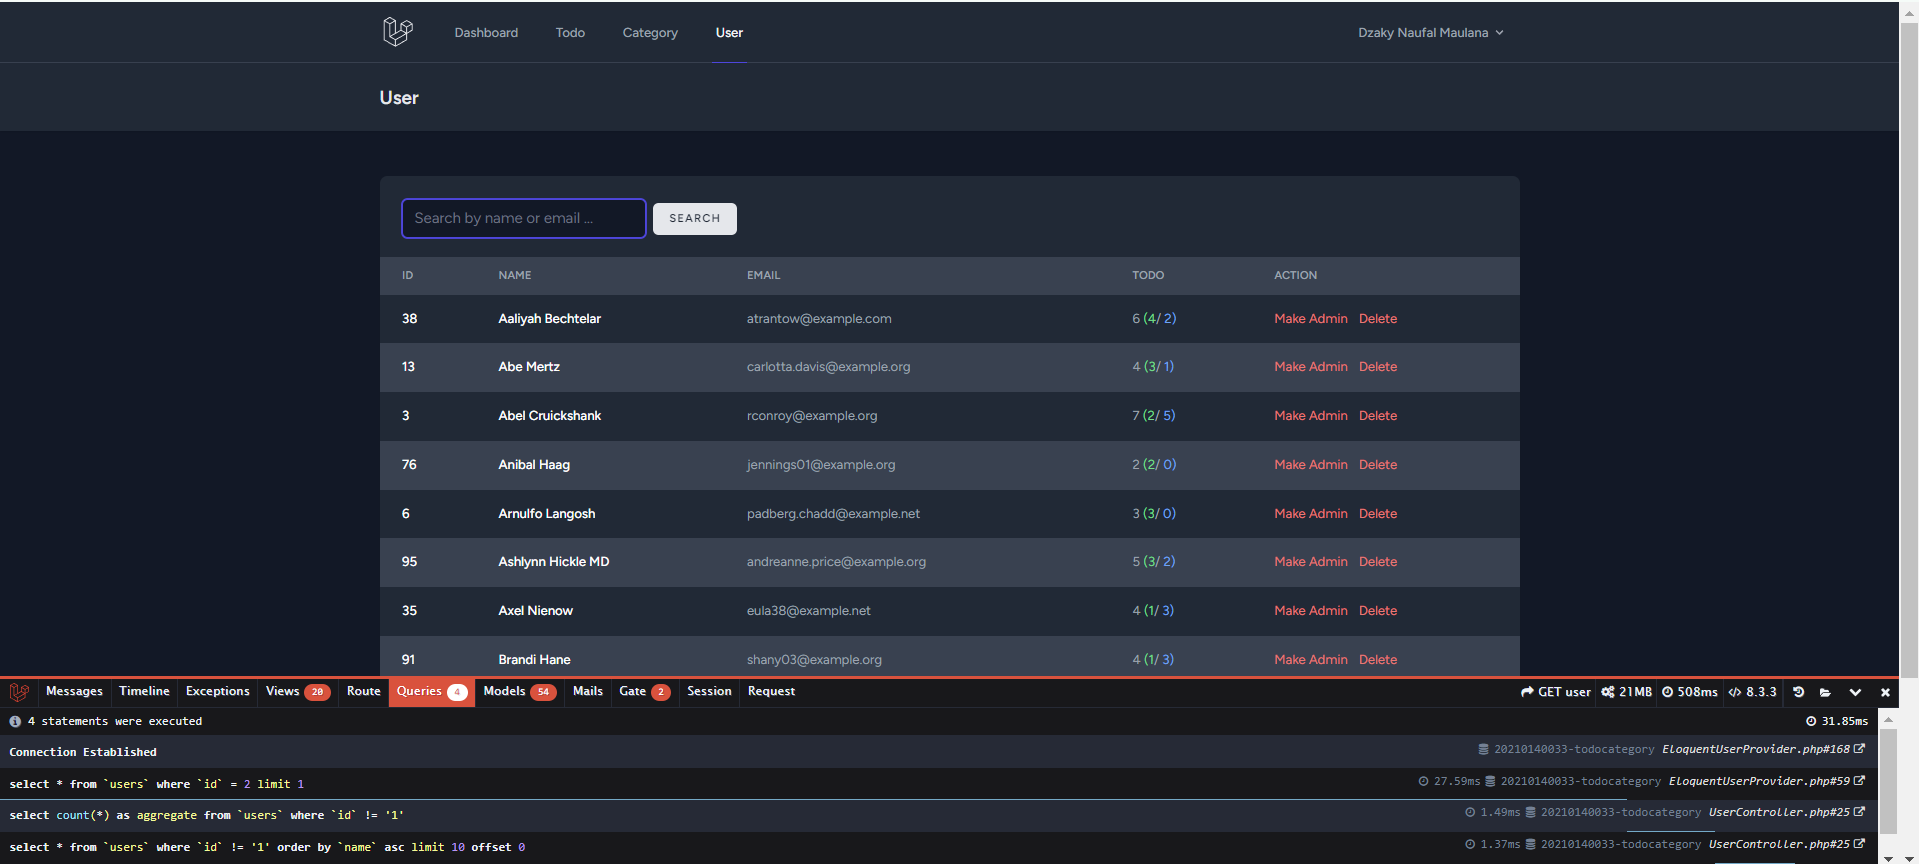 Dashboard Todo Category User Dzaky Naufal Maulana
User
Search by name or email ... SEARCH
ID NAME EMAIL TODO ACTION
38 Aaliyah Bechtelar atrantow@example.com 6 (4/ 2) Make Admin Delete
13 Abe Mertz carlotta.davis@example.org 4 (3/ 1) Make Admin Delete
3 Abel Cruickshank rconroy@example.org 7 (2/ 5) Make Admin Delete
76 Anibal Haag jennings01@example.org 2 (2/ 0) Make Admin Delete
6 Arnulfo Langosh padberg.chadd@example.net 3 (3/ 0) Make Admin Delete
95 Ashlynn Hickle MD andreanne.price@example.org 5 (3/ 2) Make Admin Delete
35 Axel Nienow eula38@example.net 4 (1/ 3) Make Admin Delete
91 Brandi Hane shany03@example.org 4 (1/ 3) Make Admin Delete
Messages Timeline Exceptions Views 20 Route Queries 4 Models 54 Mails Gate 2 Session Request GET user 21MB 508ms 8.3.3
4 statements were executed 31.85ms
Connection Established 20210140033-todocategory EloquentUserProvider.php#168
select * from `users` where `id` = 2 limit 1 27.59ms 20210140033-todocategory EloquentUserProvider.php#59
select count(*) as aggregate from `users` where `id` != '1' 1.49ms 20210140033-todocategory UserController.php#25
select * from `users` where `id` != '1' order by `name` asc limit 10 offset 0 1.37ms 20210140033-todocategory UserController.php#25